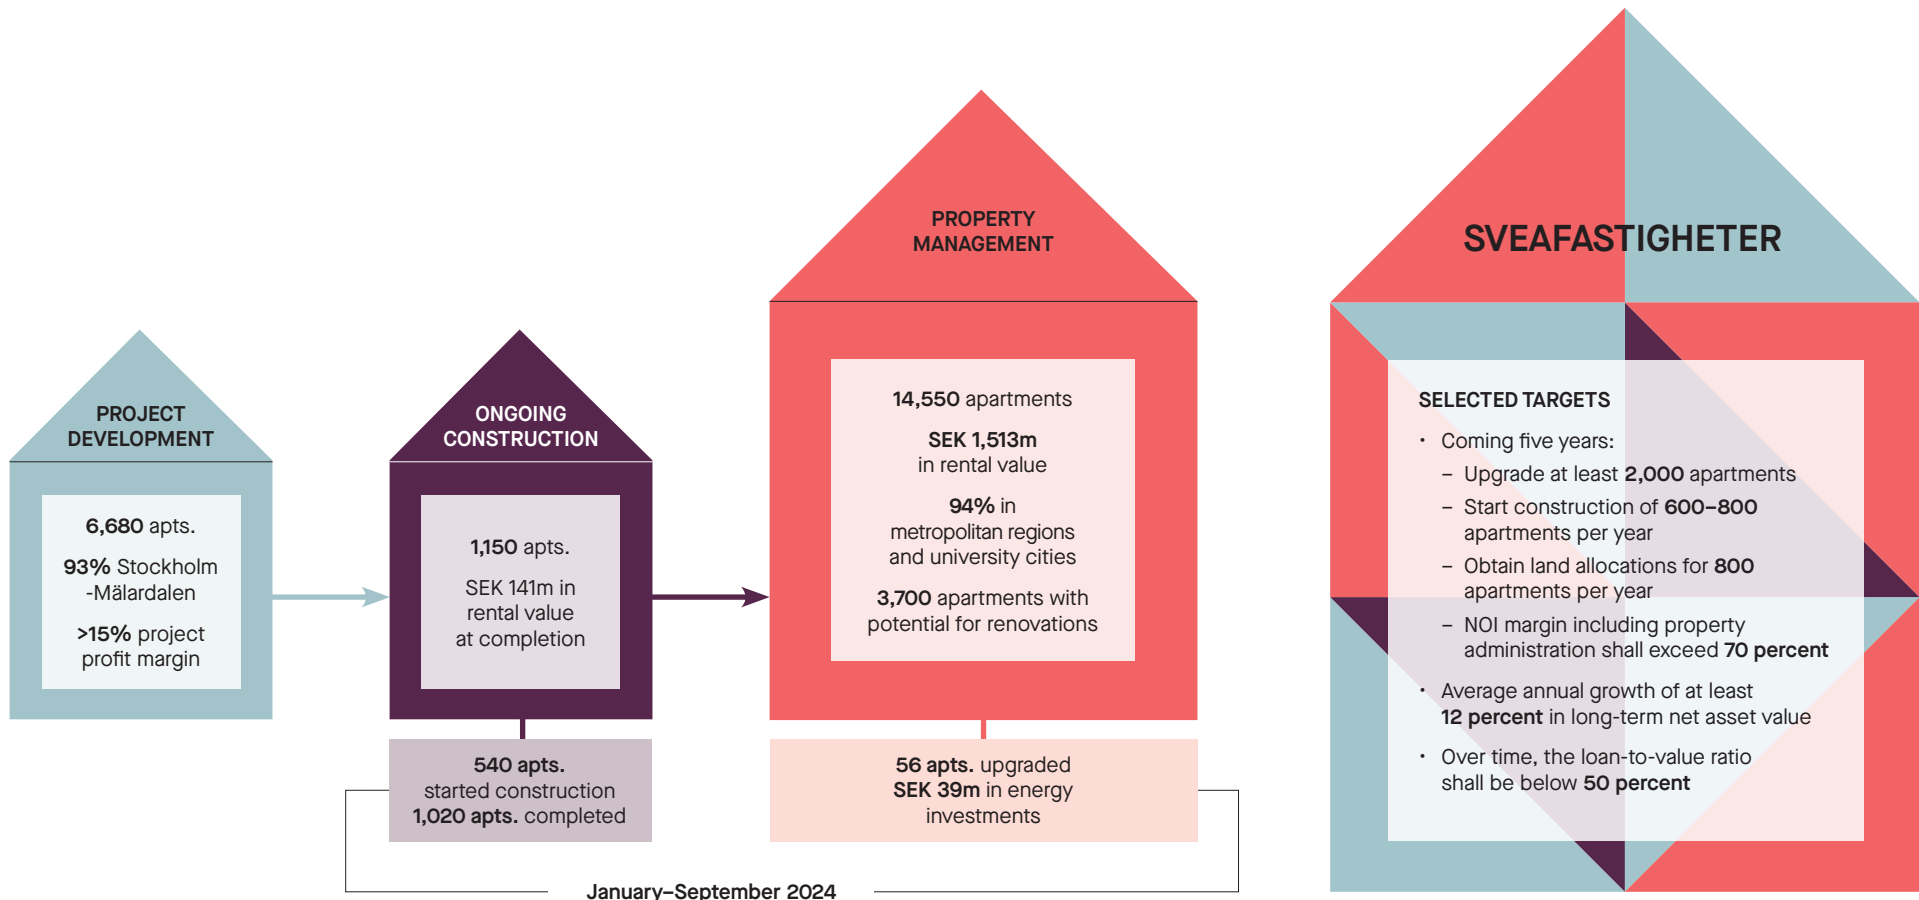 PROJECT
DEVELOPMENT
6,680 apts.
93% Stockholm
-Mälardalen
>15% project
profit margin
ONGOING
CONSTRUCTION
1,150 apts.
SEK 141m in
rental value
at completion
540 apts.
started construction
1,020 apts. completed
PROPERTY
MANAGEMENT
14,550 apartments
SEK 1,513m
in rental value
94% in
metropolitan regions
and university cities
3,700 apartments with
potential for renovations
56 apts. upgraded
SEK 39m in energy
investments
January–September 2024
SVEAFASTIGHETER
SELECTED TARGETS
• Coming five years:
– Upgrade at least 2,000 apartments
– Start construction of 600–800
apartments per year
– Obtain land allocations for 800
apartments per year
– NOI margin including property
administration shall exceed 70 percent
• Average annual growth of at least
12 percent in long-term net asset value
• Over time, the loan-to-value ratio
shall be below 50 percent